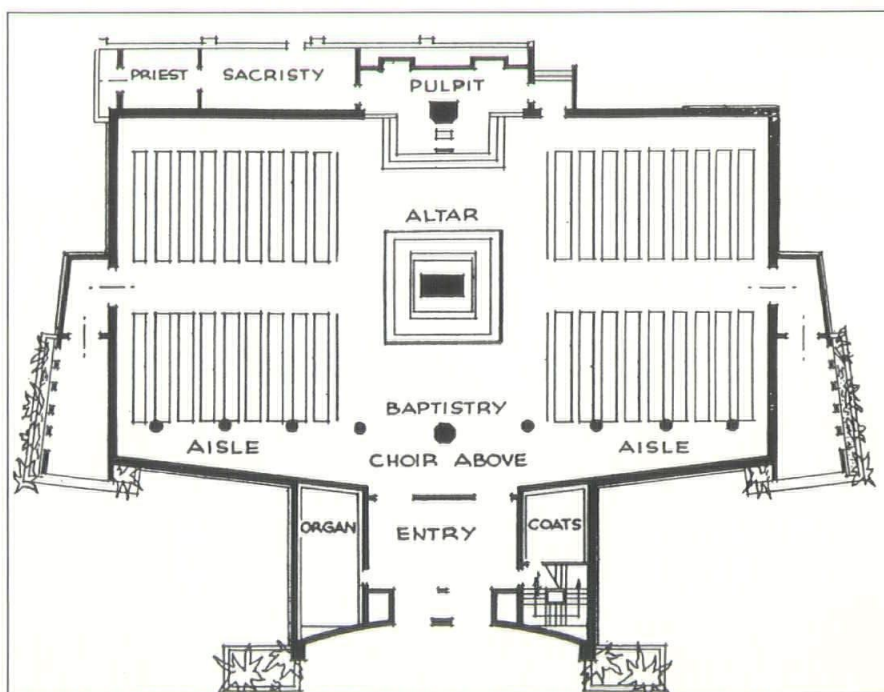 PRIEST
SACRISTY
PULPIT
ALTAR
BAPTISTRY
AISLE
AISLE
CHOIR ABOVE
ORGAN
ENTRY
COATS